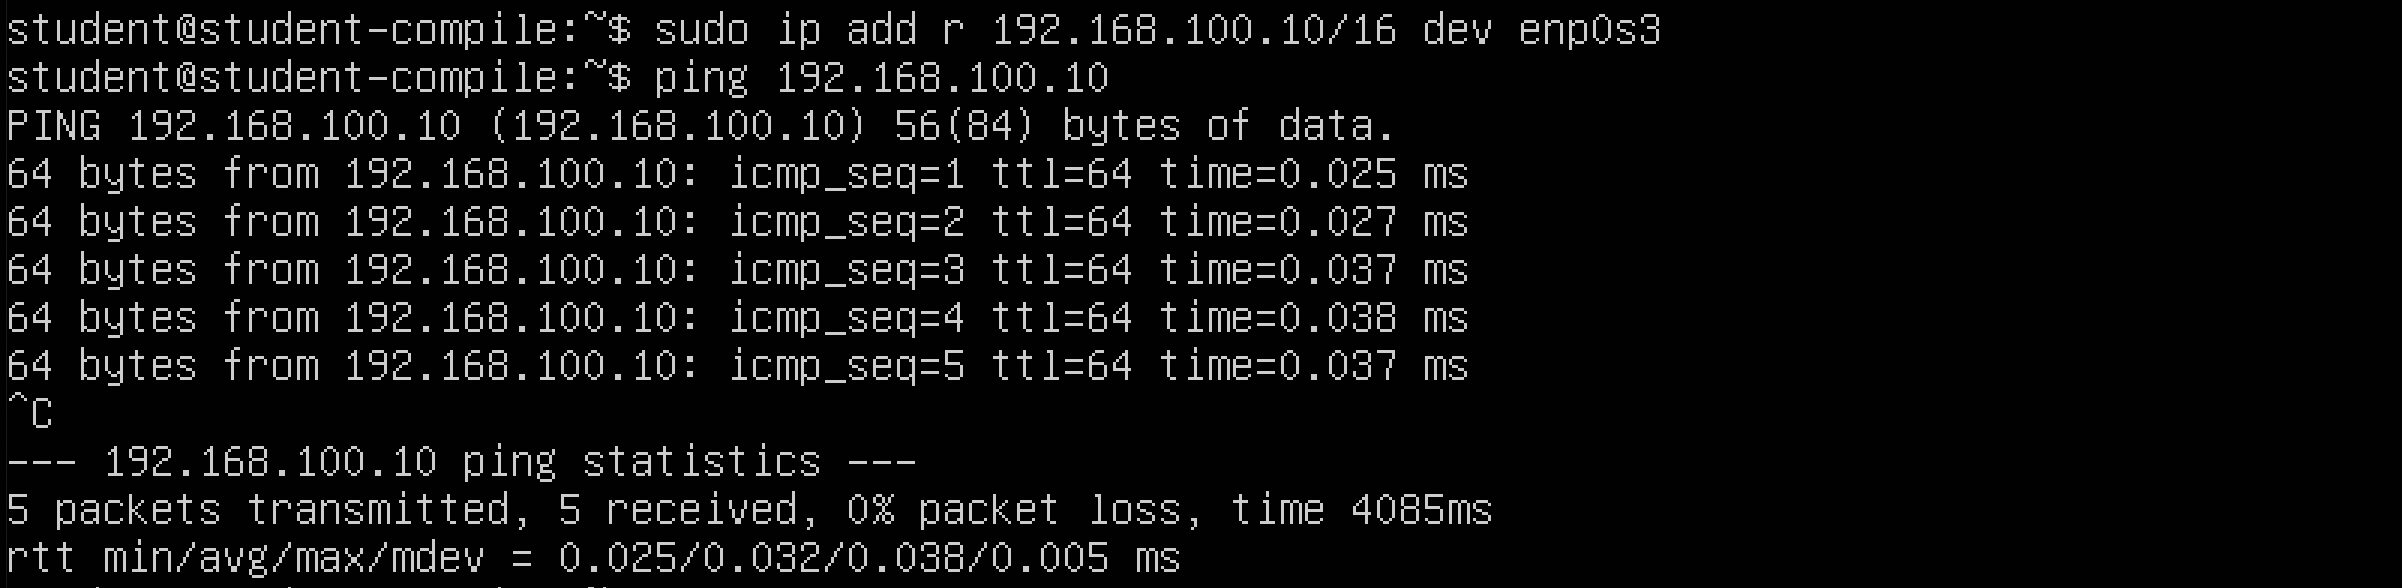 student@student-compile:~$ sudo ip add r 192.168.100.10/16 dev enp0s3
student@student-compile:~$ ping 192.168.100.10
PING 192.168.100.10 (192.168.100.10) 56(84) bytes of data.
64 bytes from 192.168.100.10: icmp_seq=1 ttl=64 time=0.025 ms
64 bytes from 192.168.100.10: icmp_seq=2 ttl=64 time=0.027 ms
64 bytes from 192.168.100.10: icmp_seq=3 ttl=64 time=0.037 ms
64 bytes from 192.168.100.10: icmp_seq=4 ttl=64 time=0.038 ms
64 bytes from 192.168.100.10: icmp_seq=5 ttl=64 time=0.037 ms
^C
--- 192.168.100.10 ping statistics ---
5 packets transmitted, 5 received, 0% packet loss, time 4085ms
rtt min/avg/max/mdev = 0.025/0.032/0.038/0.005 ms